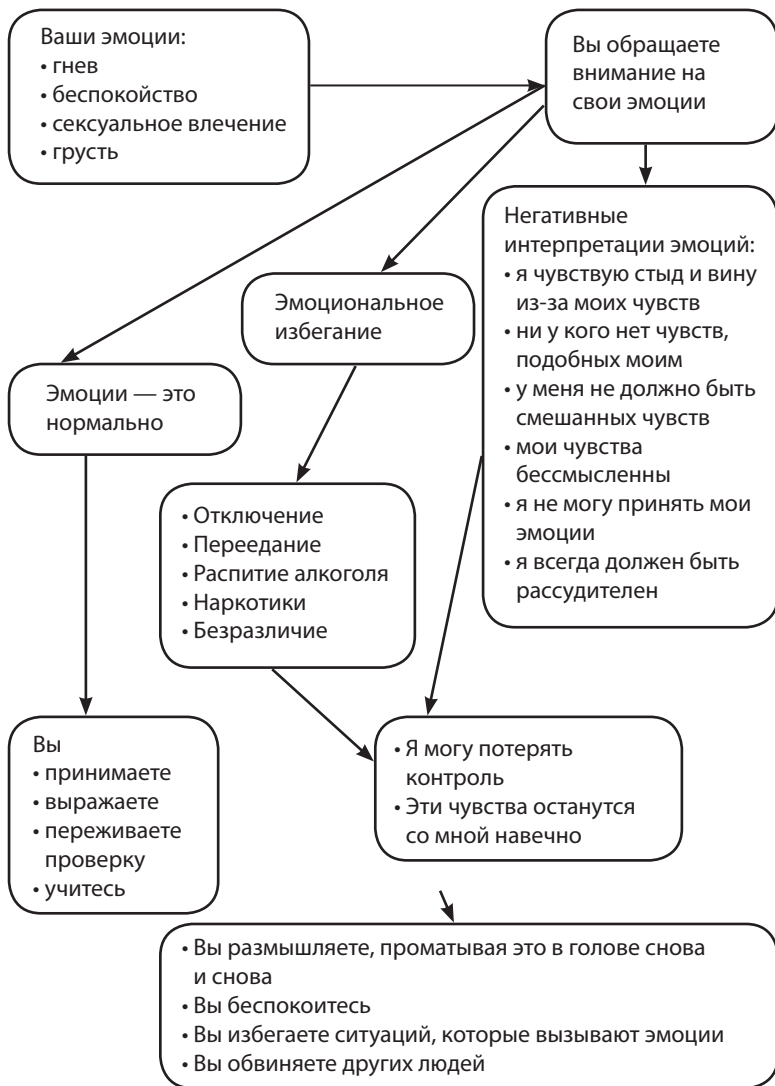 Ваши эмоции:
• гнев
• беспокойство
• сексуальное влечение
• грусть
Вы обращаете
внимание на
свои эмоции
Негативные
интерпретации эмоций:
• я чувствую стыд и вину
из-за моих чувств
• ни у кого нет чувств,
подобных моим
• у меня не должно быть
смешанных чувств
• мои чувства
бессмысленны
• я не могу принять мои
эмоции
• я всегда должен быть
рассудителен
Эмоциональное
избегание
Эмоции — это
нормально
• Отключение
• Переедание
• Распитие алкоголя
• Наркотики
• Безразличие
Вы
• принимаете
• выражаете
• переживаете
проверку
• учитесь
• Я могу потерять
контроль
• Эти чувства останутся
со мной навечно
• Вы размышляете, проматывая это в голове снова
и снова
• Вы беспокоитесь
• Вы избегаете ситуаций, которые вызывают эмоции
• Вы обвиняете других людей